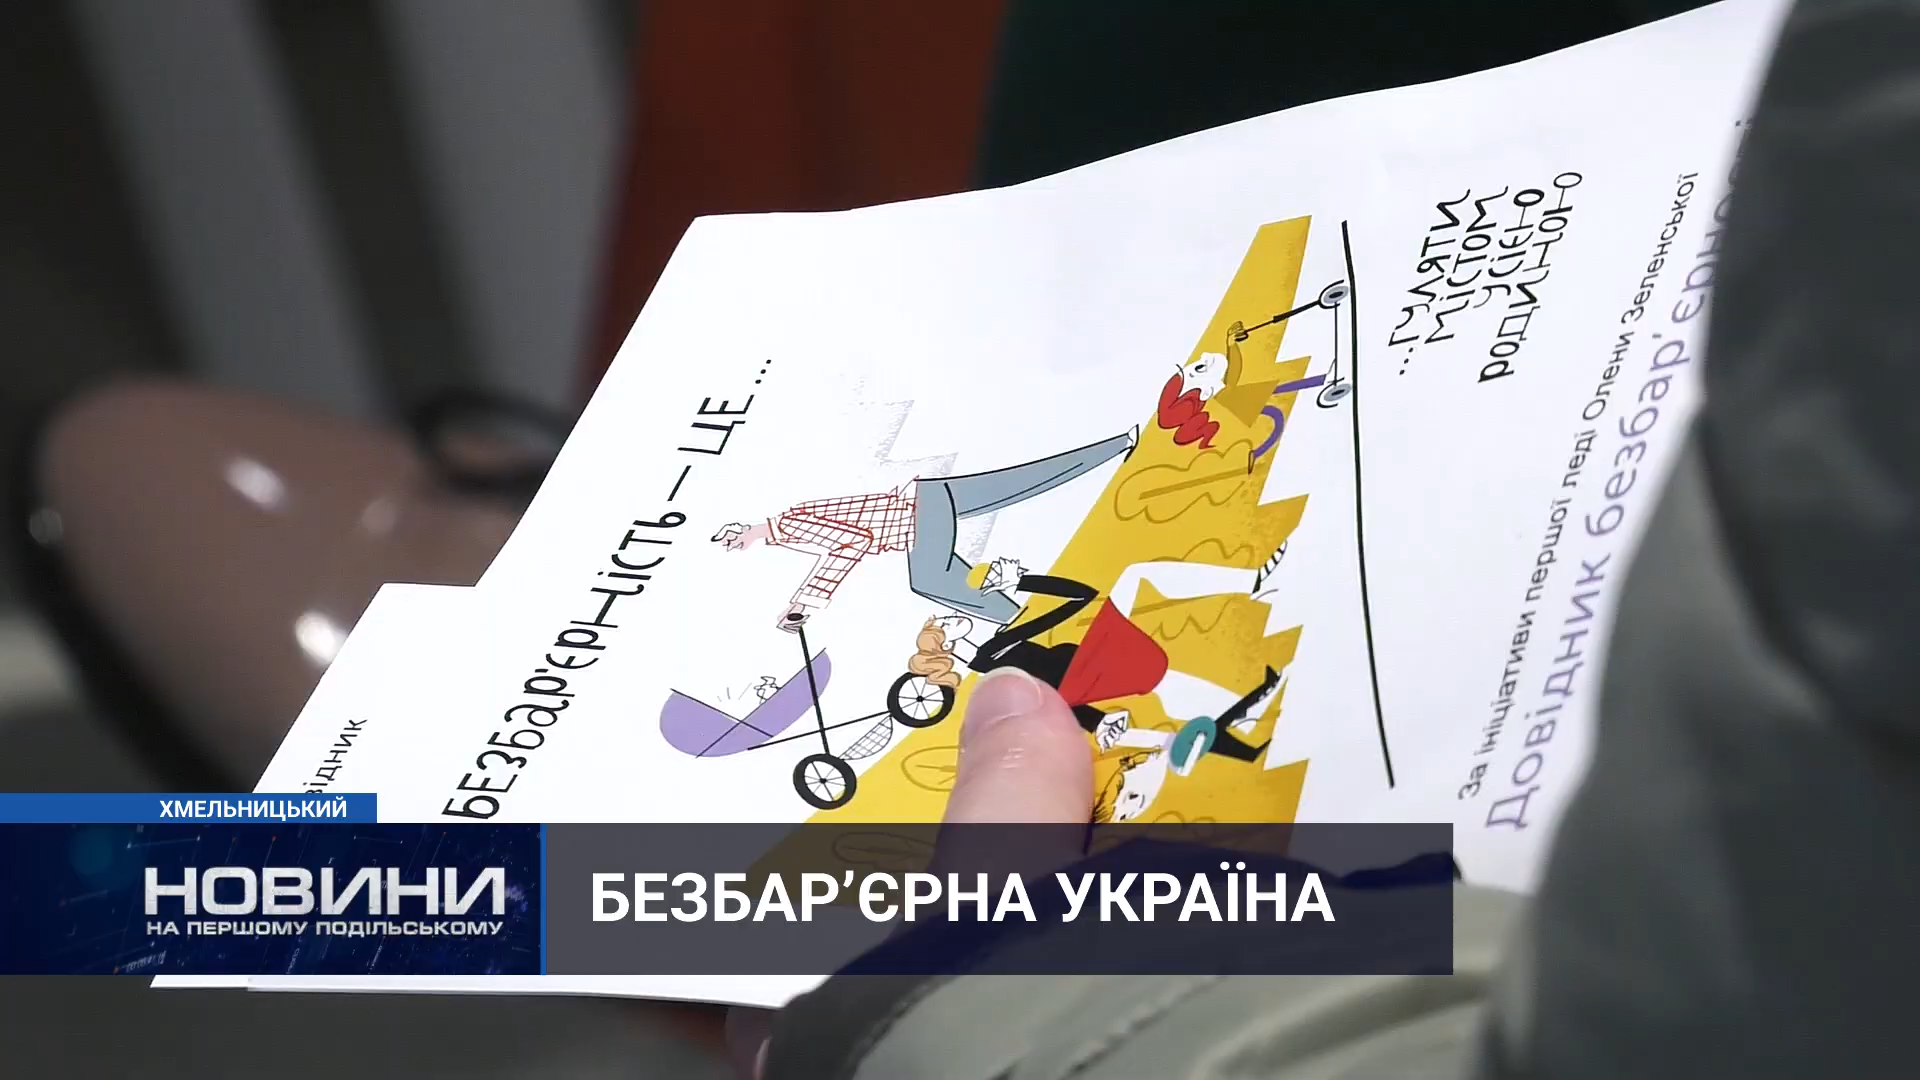 БЕЗБАР'ЄРНІСТЬ – ЦЕ...
...ГУЛЯТИ
МІСТОМ
УСІЄЮ
РОДИНОЮ
За ініціативи першої леді Олени Зеленської
Довідник безбар'єрності
ХМЕЛЬНИЦЬКИЙ
НОВИНИ
НА ПЕРШОМУ ПОДІЛЬСЬКОМУ
БЕЗБАР’ЄРНА УКРАЇНА